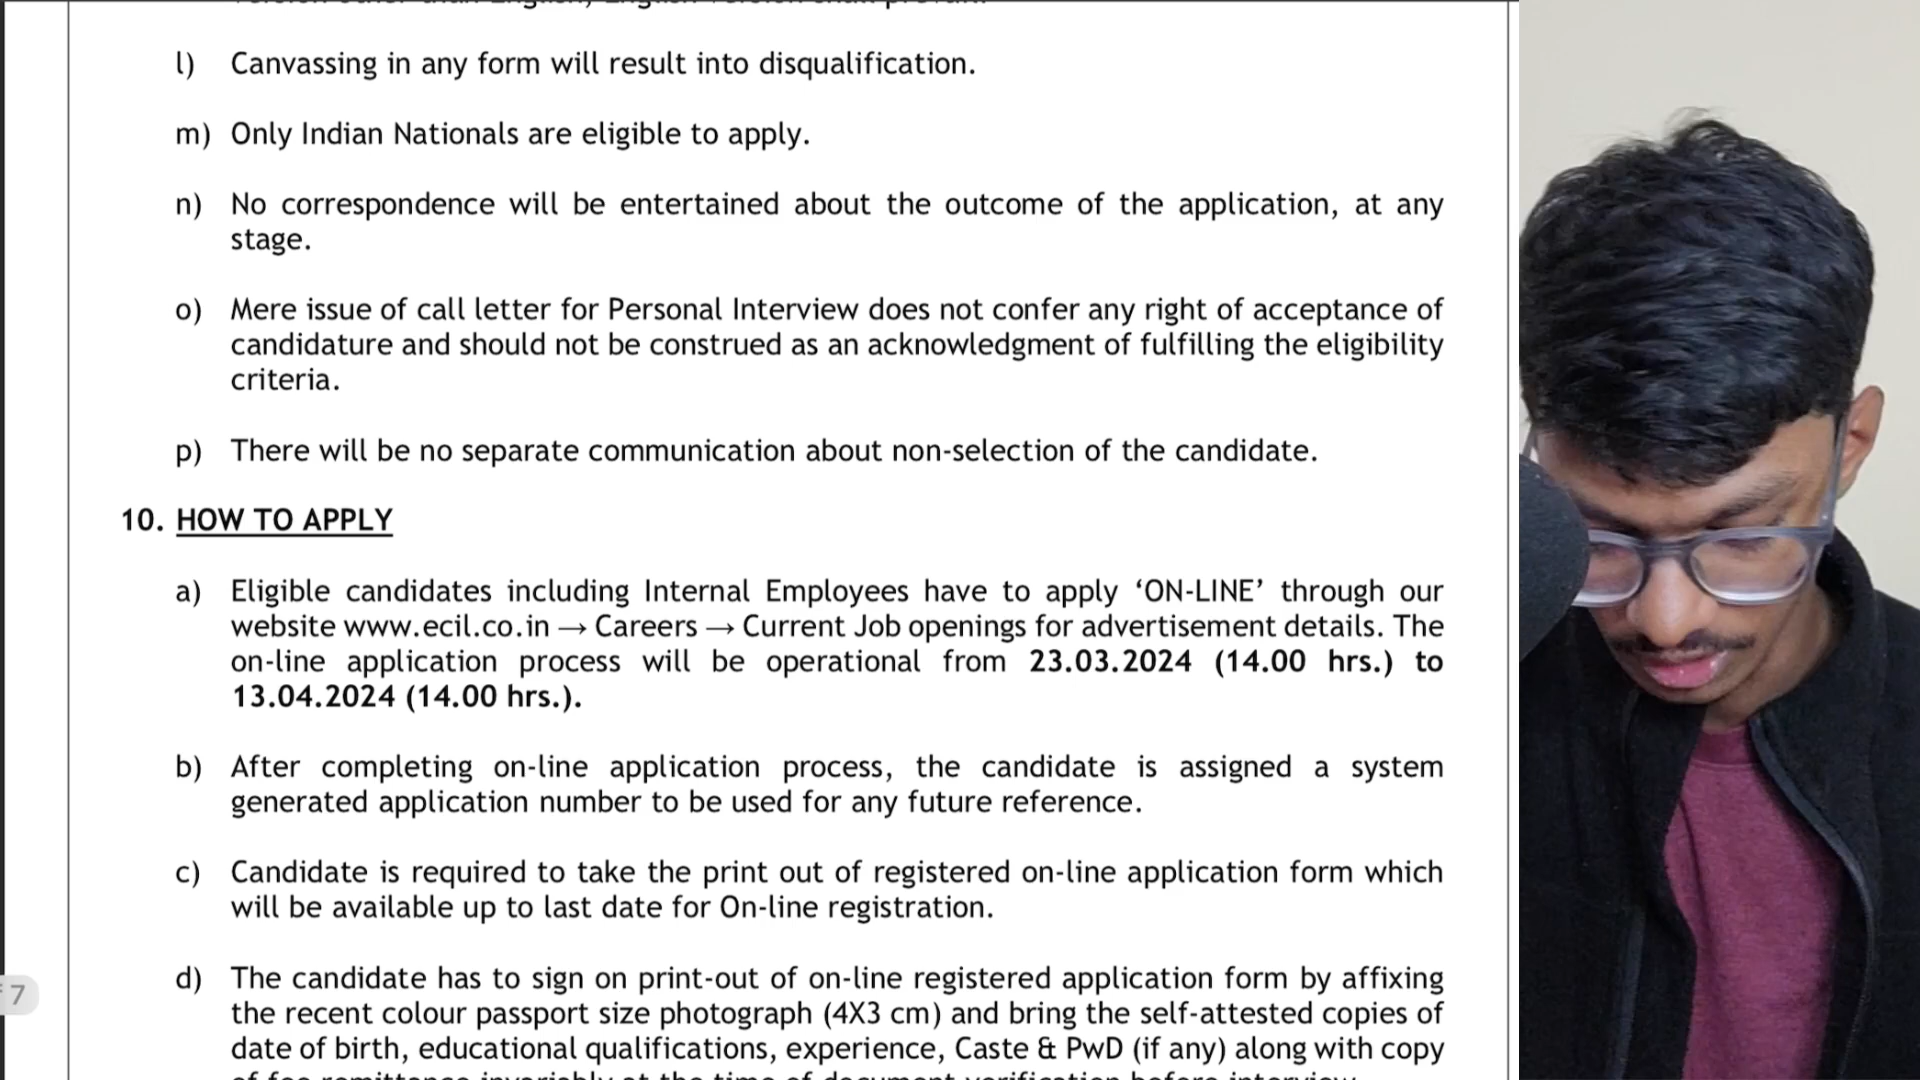 l) Canvassing in any form will result into disqualification.
m) Only Indian Nationals are eligible to apply.
n) No correspondence will be entertained about the outcome of the application, at any
stage.
o) Mere issue of call letter for Personal Interview does not confer any right of acceptance of
candidature and should not be construed as an acknowledgment of fulfilling the eligibility
criteria.
p) There will be no separate communication about non-selection of the candidate.
10. HOW TO APPLY
a) Eligible candidates including Internal Employees have to apply ‘ON-LINE’ through our
website www.ecil.co.in → Careers → Current Job openings for advertisement details. The
on-line application process will be operational from 23.03.2024 (14.00 hrs.) to
13.04.2024 (14.00 hrs.).
b) After completing on-line application process, the candidate is assigned a system
generated application number to be used for any future reference.
c) Candidate is required to take the print out of registered on-line application form which
will be available up to last date for On-line registration.
d) The candidate has to sign on print-out of on-line registered application form by affixing
7
the recent colour passport size photograph (4X3 cm) and bring the self-attested copies of
date of birth, educational qualifications, experience, Caste & PwD (if any) along with copy